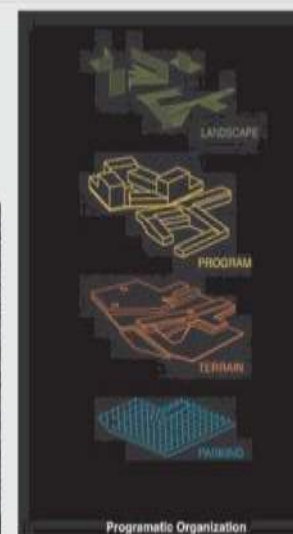 LANDSCAPE
PROGRAM
TERRAIN
PARKING
Programatic Organization